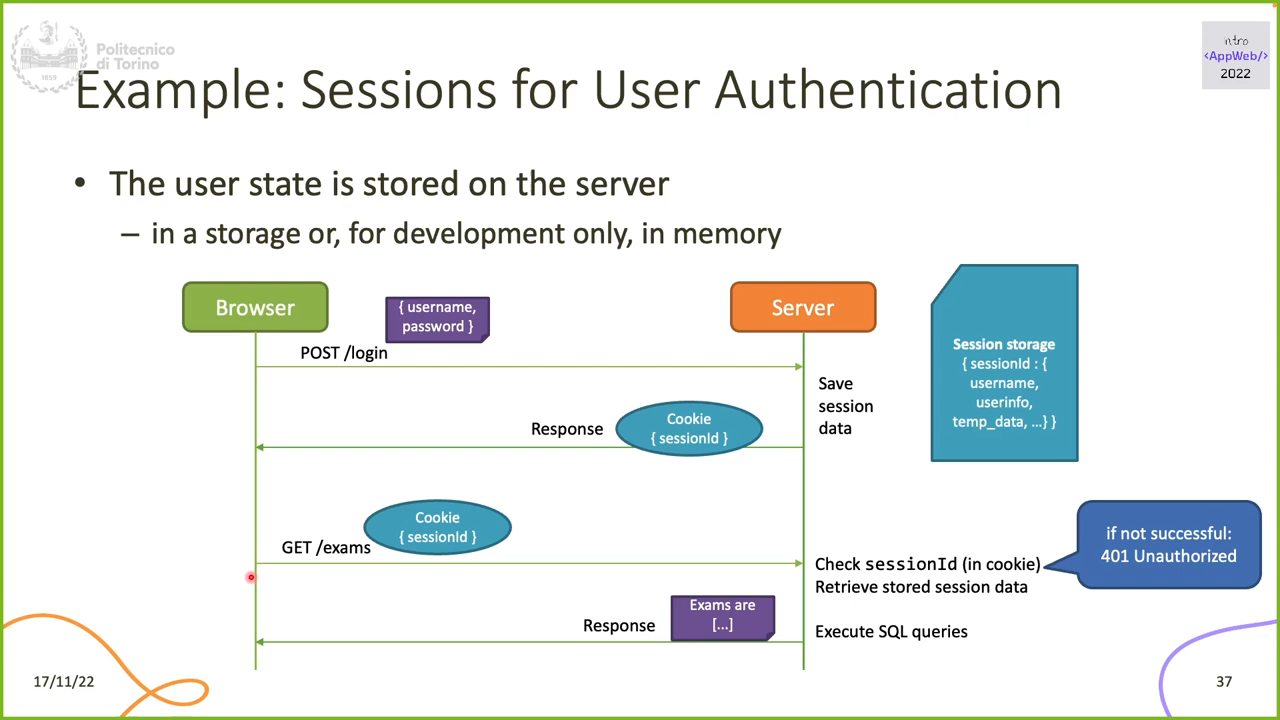 Politecnico
di Torino
1859
intro
<AppWeb/>
2022
Example: Sessions for User Authentication
• The user state is stored on the server
– in a storage or, for development only, in memory
Browser
{ username,
password }
Server
POST /login
Session storage
{ sessionId : {
username,
userinfo,
temp_data, ...} }
Save
session
data
Response
Cookie
{ sessionId }
Cookie
{ sessionId }
GET /exams
if not successful:
401 Unauthorized
Check sessionId (in cookie)
Retrieve stored session data
Exams are
[...]
Response
Execute SQL queries
17/11/22
37